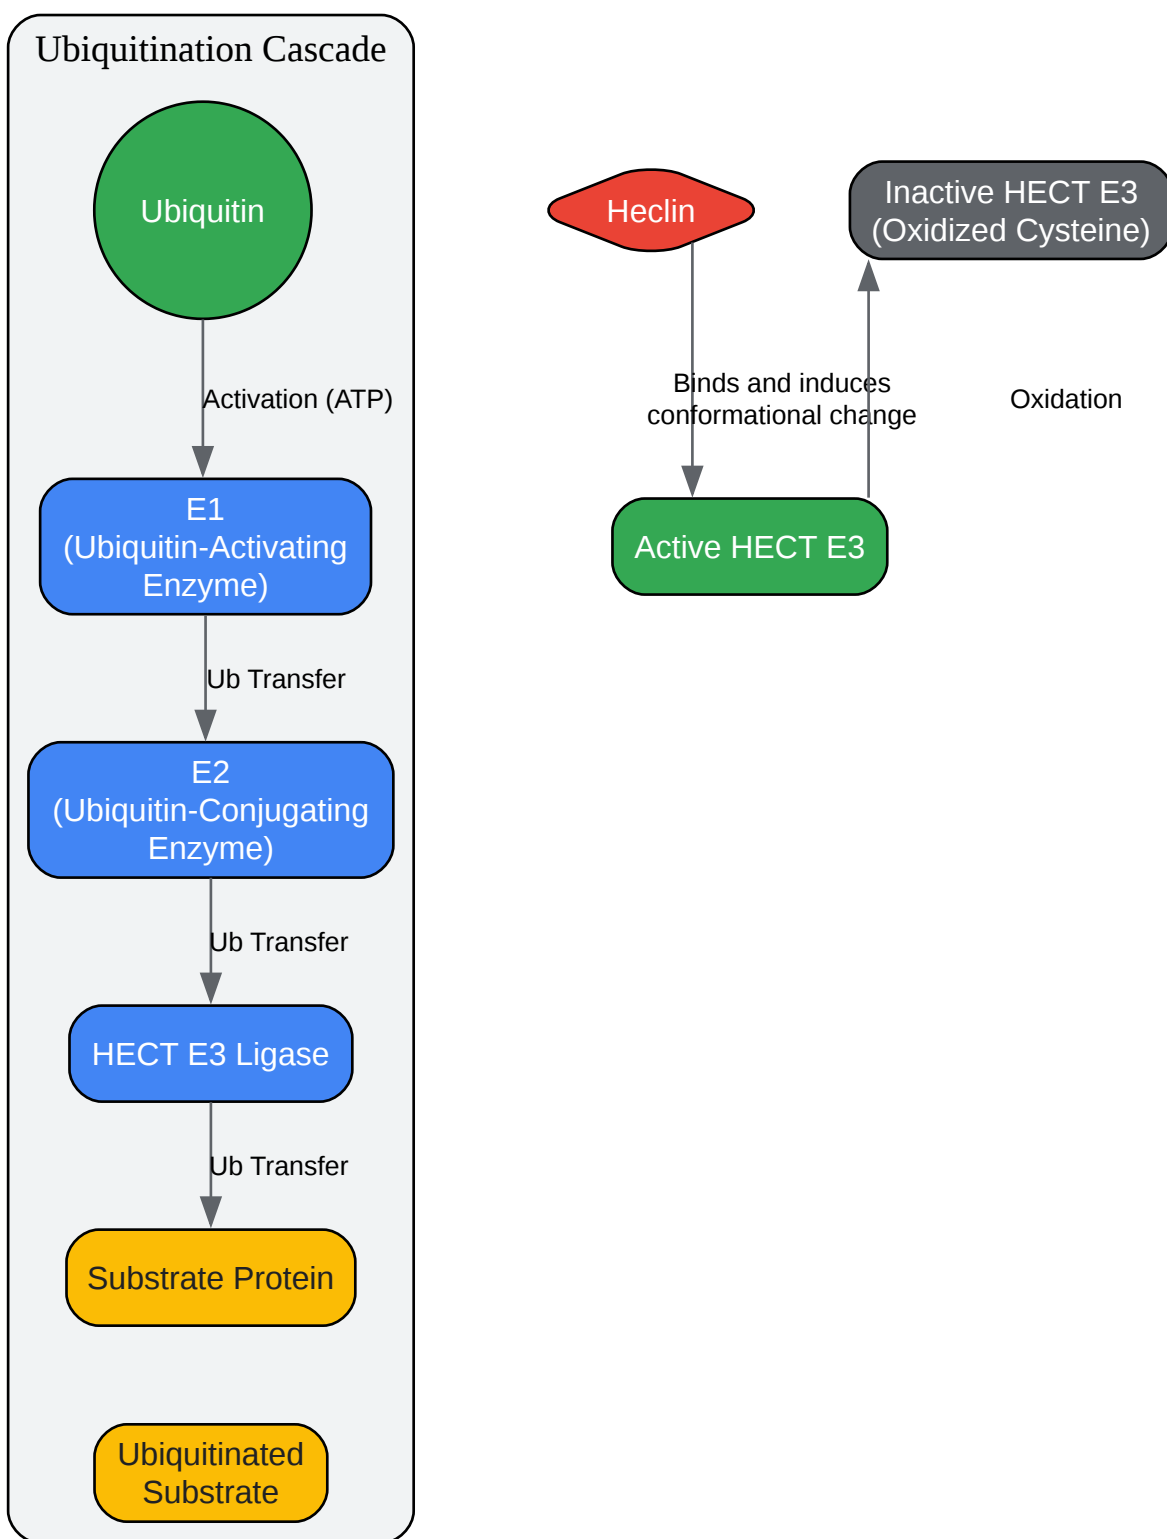 Ubiquitination Cascade
Ubiquitin
Activation (ATP)
E1
(Ubiquitin-Activating
Enzyme)
Ub Transfer
E2
(Ubiquitin-Conjugating
Enzyme)
Ub Transfer
HECT E3 Ligase
Ub Transfer
Substrate Protein
Ubiquitinated
Substrate
Heclin
Binds and induces
conformational change
Active HECT E3
Inactive HECT E3
(Oxidized Cysteine)
Oxidation